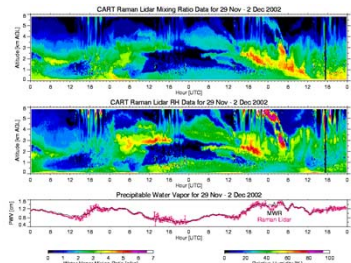 CART Raman Lidar Mixing Ratio Data for 29 Nov - 2 Dec 2002
Altitude [km AGL]
0 6 12 18 0 6 12 18 0 6 12 18 0 6 12 18 0
Hour [UTC]
CART Raman Lidar RH Data for 29 Nov - 2 Dec 2002
Altitude [km AGL]
0 6 12 18 0 6 12 18 0 6 12 18 0 6 12 18 0
Hour [UTC]
Precipitable Water Vapor for 29 Nov - 2 Dec 2002
PWV [cm]
MWR
Raman Lidar
0 6 12 18 0 6 12 18 0 6 12 18 0 6 12 18 0
Hour [UTC]
0 1 2 3 4 5 6 7
0 20 40 60 80 100